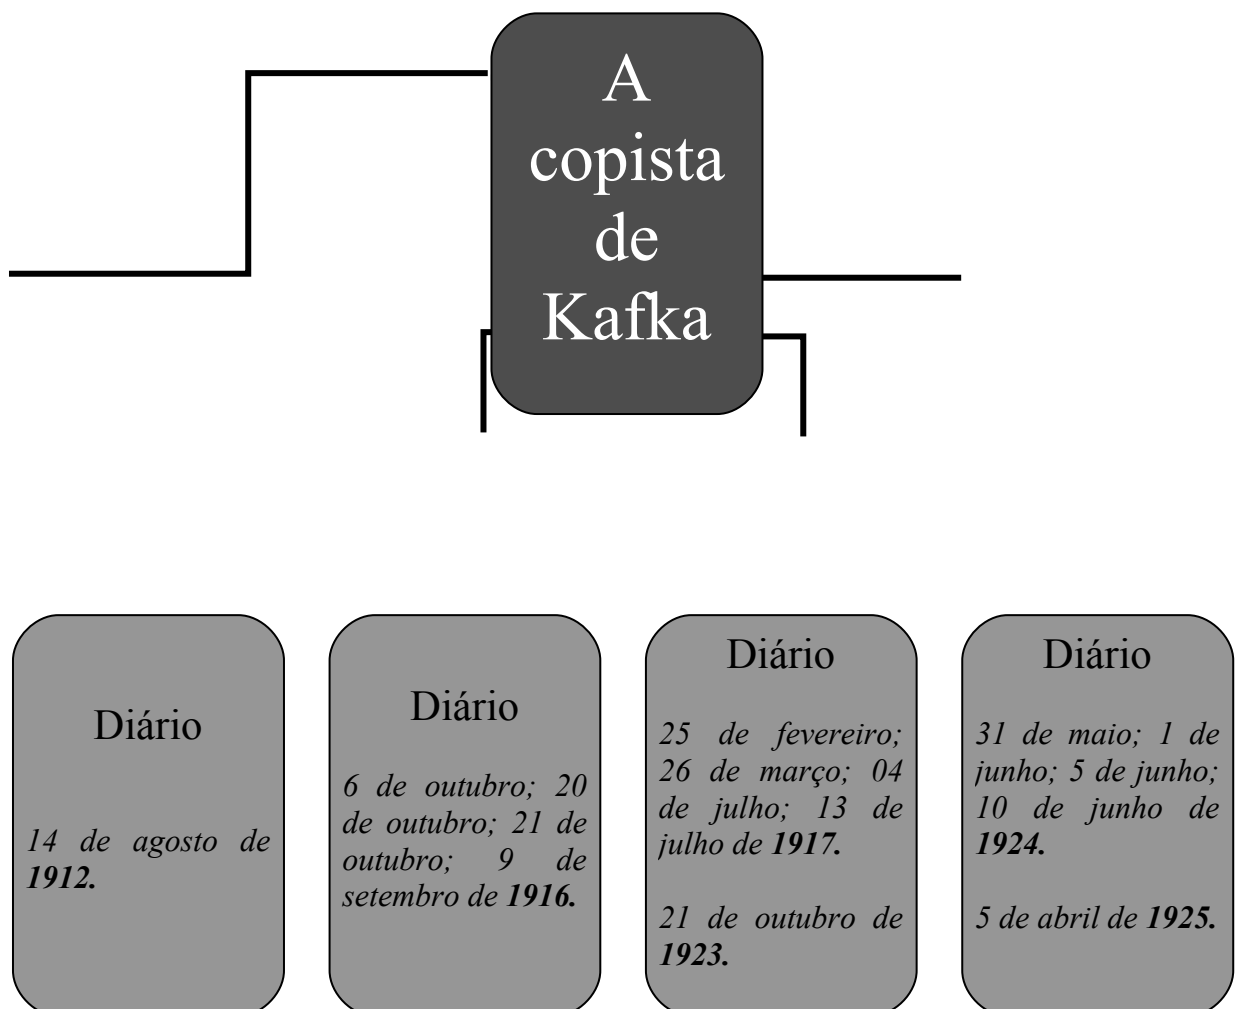 A
copista
de
Kafka
Diário
14 de agosto de
1912.
Diário
6 de outubro; 20
de outubro; 21 de
outubro; 9 de
setembro de 1916.
Diário
25 de fevereiro;
26 de março; 04
de julho; 13 de
julho de 1917.
21 de outubro de
1923.
Diário
31 de maio; 1 de
junho; 5 de junho;
10 de junho de
1924.
5 de abril de 1925.